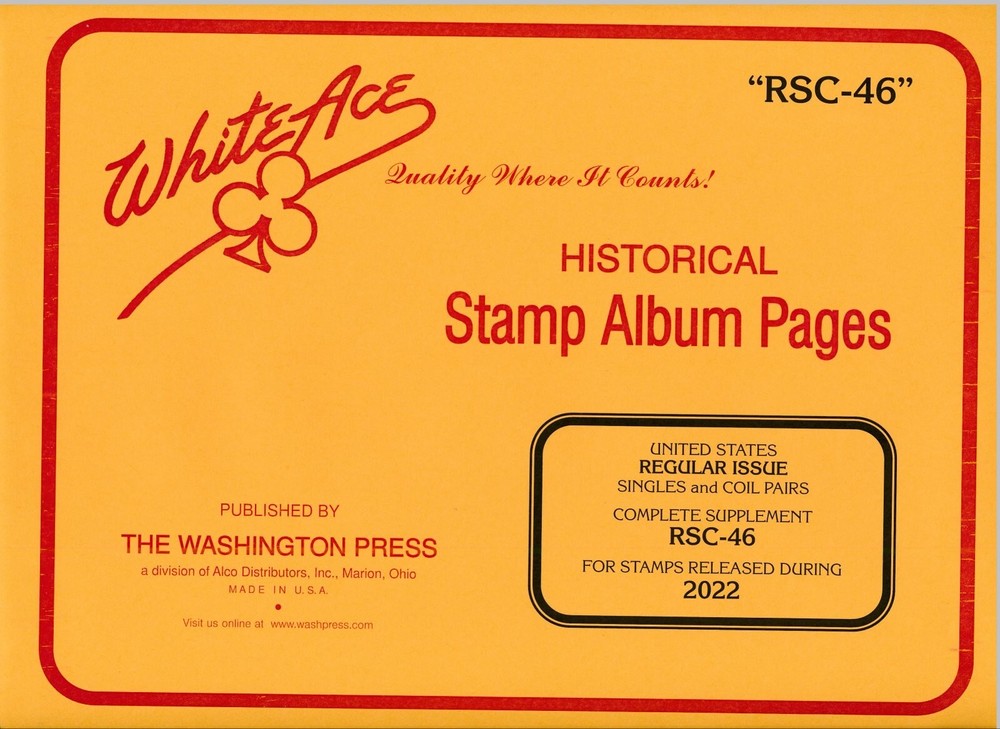 "RSC-46"
White Ace
Quality Where It Counts!
HISTORICAL
Stamp Album Pages
UNITED STATES
REGULAR ISSUE
SINGLES and COIL PAIRS
COMPLETE SUPPLEMENT
RSC-46
FOR STAMPS RELEASED DURING
2022
PUBLISHED BY
THE WASHINGTON PRESS
a division of Alco Distributors, Inc., Marion, Ohio
MADE IN U.S.A.
Visit us online at www.washpress.com